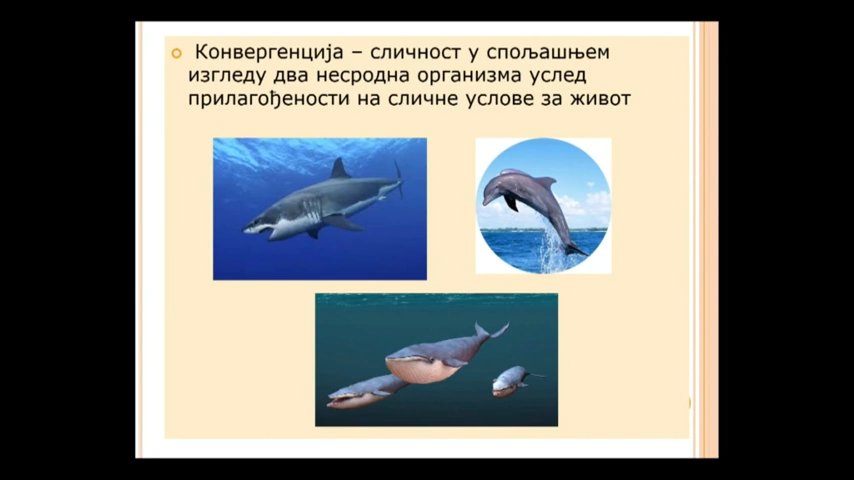 Конвергенција – сличност у спољашњем
изгледу два несродна организма услед
прилагођености на сличне услове за живот